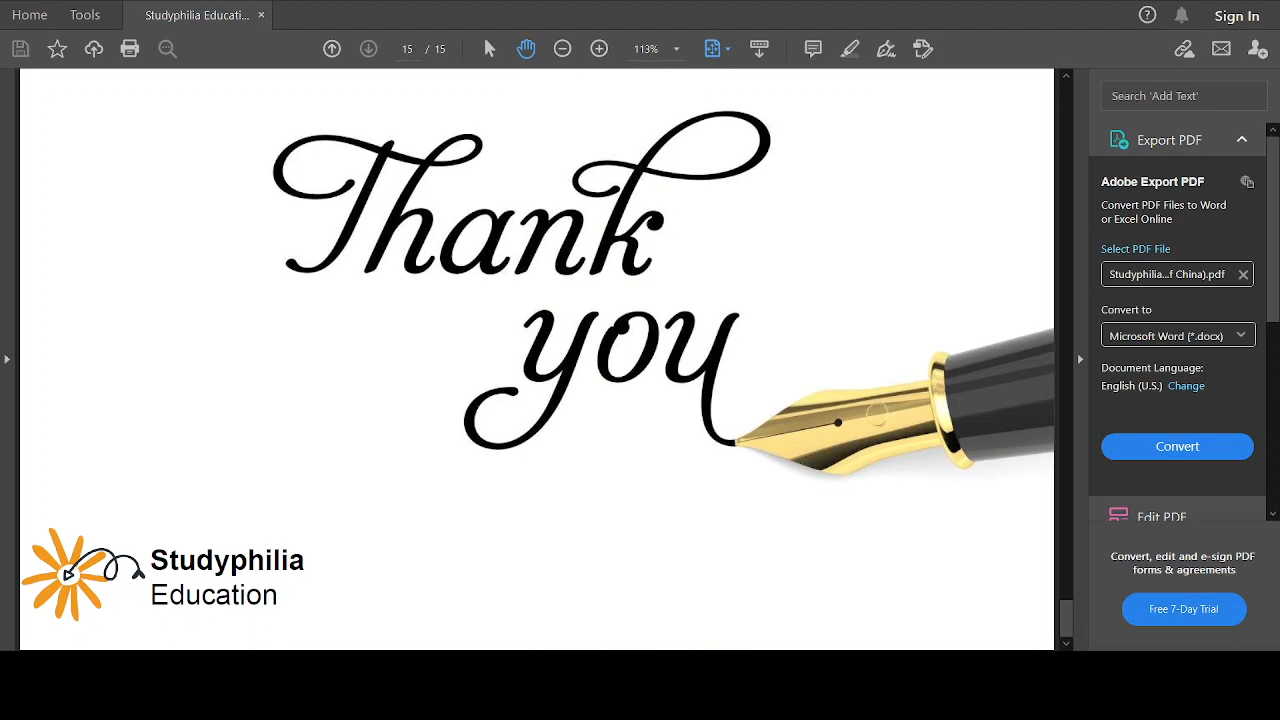 Home Tools Studyphilia Educati... ×
? Sign In
15 / 15 113%
Search 'Add Text'
Export PDF
Adobe Export PDF
Convert PDF Files to Word
or Excel Online
Select PDF File
Studyphilia...f China).pdf
Convert to
Microsoft Word (*.docx)
Document Language:
English (U.S.) Change
Convert
Edit PDF
Convert, edit and e-sign PDF
forms & agreements
Free 7-Day Trial
Thank
you
Studyphilia
Education